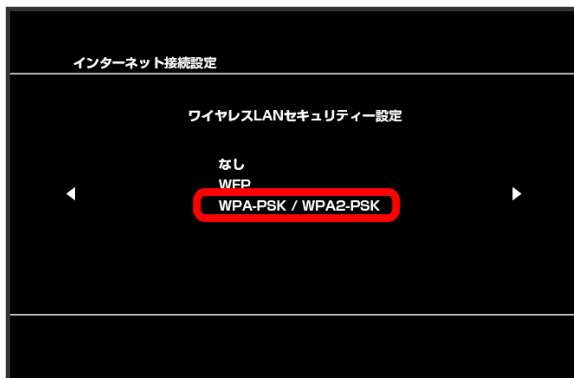 インターネット接続設定
ワイヤレスLANセキュリティー設定
なし
WEP
WPA-PSK / WPA2-PSK